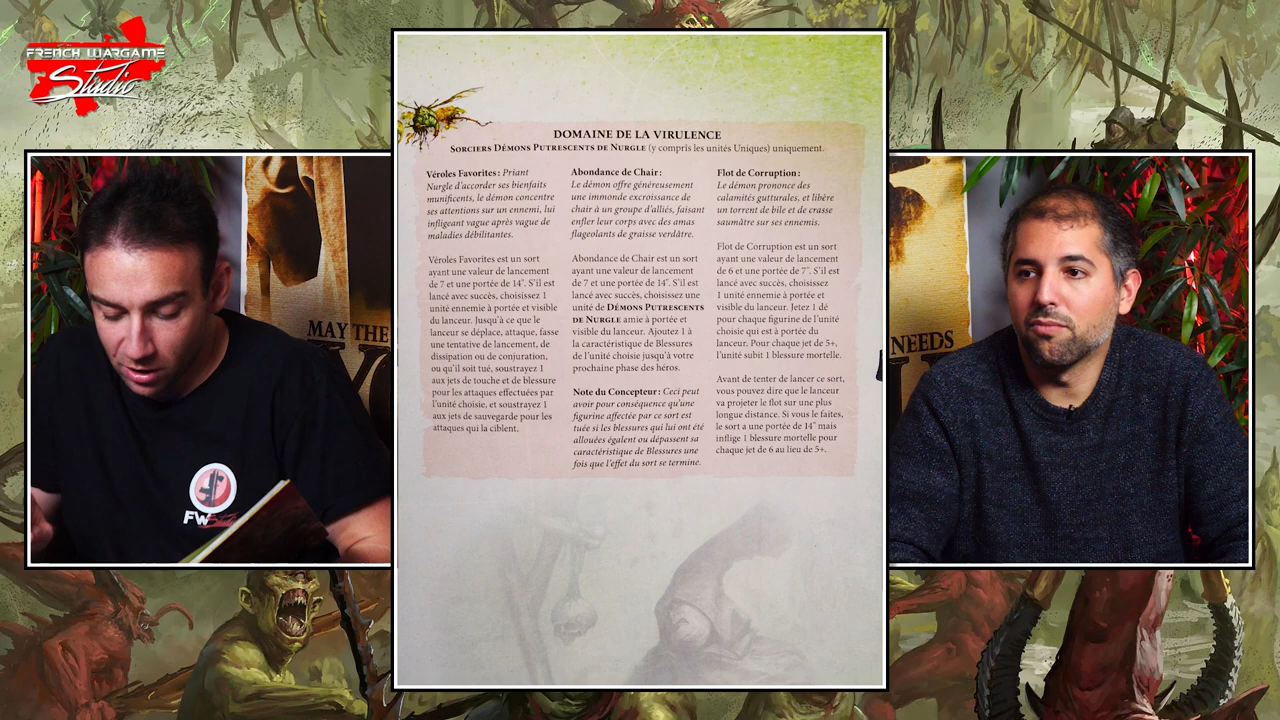 FRENCH WARGAME
Studio
DOMAINE DE LA VIRULENCE
Sorciers Démons Putrescents de Nurgle (y compris les unités Uniques) uniquement.
Véroles Favorites : Priant
Nurgle d'accorder ses bienfaits
munificents, le démon concentre
ses attentions sur un ennemi, lui
infligeant vague après vague de
maladies débilitantes.
Véroles Favorites est un sort
ayant une valeur de lancement
de 7 et une portée de 14". S'il est
lancé avec succès, choisissez 1
unité ennemie à portée et visible
du lanceur. Jusqu'à ce que le
lanceur se déplace, attaque, fasse
une tentative de lancement, de
dissipation ou de conjuration,
ou qu'il soit tué, soustrayez 1
aux jets de touche et de blessure
pour les attaques effectuées par
l'unité choisie, et soustrayez 1
aux jets de sauvegarde pour les
attaques qui la ciblent.
Abondance de Chair :
Le démon offre généreusement
une immonde excroissance de
chair à un groupe d'alliés, faisant
enfler leur corps avec des amas
flageolants de graisse verdâtre.
Abondance de Chair est un sort
ayant une valeur de lancement
de 7 et une portée de 14". S'il est
lancé avec succès, choisissez une
unité de Démons Putrescents
de Nurgle amie à portée et
visible du lanceur. Ajoutez 1 à
la caractéristique de Blessures
de l'unité choisie jusqu'à votre
prochaine phase des héros.
Note du Concepteur : Ceci peut
avoir pour conséquence qu'une
figurine affectée par ce sort est
tuée si les blessures qui lui ont été
allouées égalent ou dépassent sa
caractéristique de Blessures une
fois que l'effet du sort se termine.
Flot de Corruption :
Le démon prononce des
calamités gutturales, et libère
un torrent de bile et de crasse
saumâtre sur ses ennemis.
Flot de Corruption est un sort
ayant une valeur de lancement
de 6 et une portée de 7". S'il est
lancé avec succès, choisissez
1 unité ennemie à portée et
visible du lanceur. Jetez 1 dé
pour chaque figurine de l'unité
choisie qui est à portée du
lanceur. Pour chaque jet de 5+,
l'unité subit 1 blessure mortelle.
Avant de tenter de lancer ce sort,
vous pouvez dire que le lanceur
va projeter le flot sur une plus
longue distance. Si vous le faites,
le sort a une portée de 14" mais
inflige 1 blessure mortelle pour
chaque jet de 6 au lieu de 5+.
MAY THE
NEEDS
FW